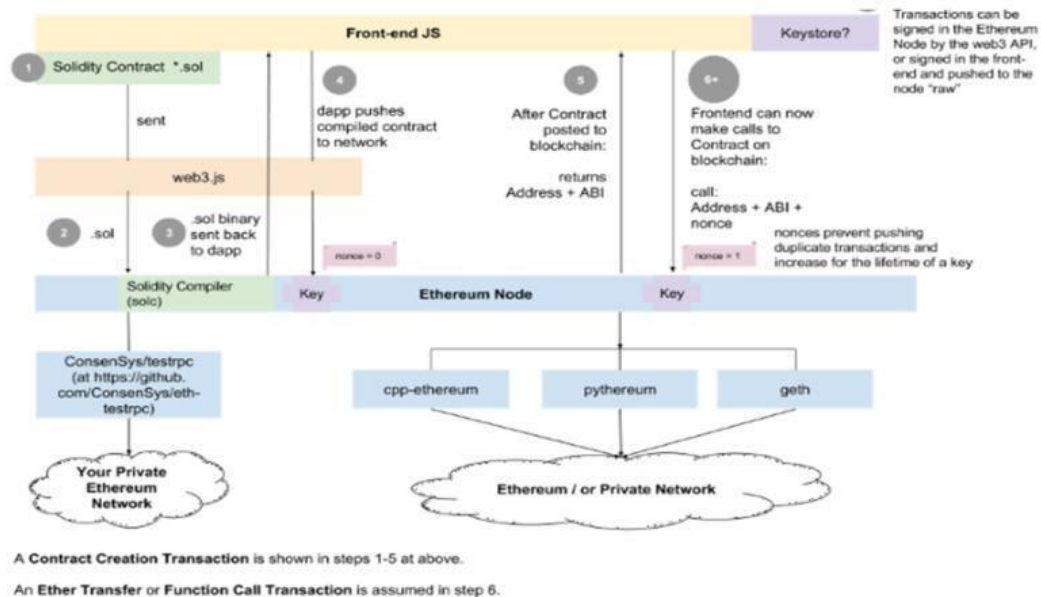 Front-end JS
Keystore?
Transactions can be
signed in the Ethereum
Node by the web3 API,
or signed in the front-
end and pushed to the
node "raw"
1
Solidity Contract *.sol
sent
4
dapp pushes
compiled contract
to network
5
After Contract
posted to
blockchain:
returns
Address + ABI
6+
Frontend can now
make calls to
Contract on
blockchain:
call:
Address + ABI +
nonce
web3.js
2
.sol
3
.sol binary
sent back
to dapp
nonce = 0
nonce = 1
nonces prevent pushing
duplicate transactions and
increase for the lifetime of a key
Solidity Compiler
(solc)
Key
Ethereum Node
Key
ConsenSys/testrpc
(at https://github.
com/ConsenSys/eth-
testrpc)
cpp-ethereum
pythereum
geth
Your Private
Ethereum
Network
Ethereum / or Private Network
A Contract Creation Transaction is shown in steps 1-5 at above.
An Ether Transfer or Function Call Transaction is assumed in step 6.